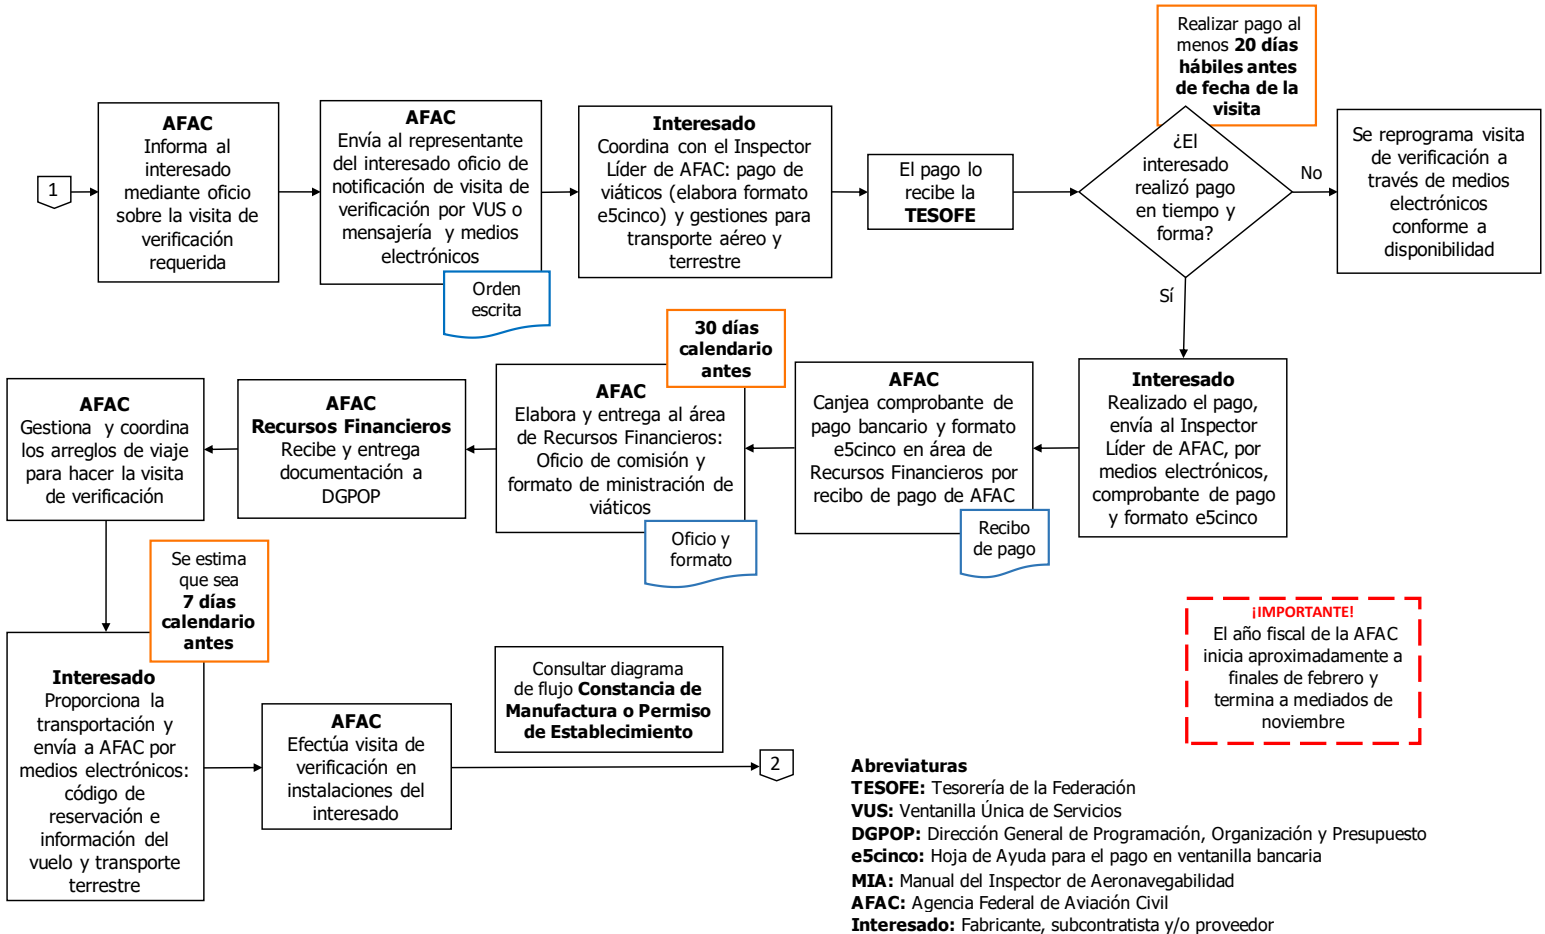 Realizar pago al
menos 20 días
hábiles antes
de fecha de la
visita
1
AFAC
Informa al
interesado
mediante oficio
sobre la visita de
verificación
requerida
AFAC
Envía al representante
del interesado oficio de
notificación de visita de
verificación por VUS o
mensajería y medios
electrónicos
Orden
escrita
Interesado
Coordina con el Inspector
Líder de AFAC: pago de
viáticos (elabora formato
e5cinco) y gestiones para
transporte aéreo y
terrestre
El pago lo
recibe la
TESOFE
¿El
interesado
realizó pago
en tiempo y
forma?
No
Se reprograma visita
de verificación a
través de medios
electrónicos
conforme a
disponibilidad
Sí
Interesado
Realizado el pago,
envía al Inspector
Líder de AFAC, por
medios electrónicos,
comprobante de pago
y formato e5cinco
AFAC
Canjea comprobante de
pago bancario y formato
e5cinco en área de
Recursos Financieros por
recibo de pago de AFAC
Recibo
de pago
30 días
calendario
antes
AFAC
Elabora y entrega al área
de Recursos Financieros:
Oficio de comisión y
formato de ministración de
viáticos
Oficio y
formato
AFAC
Recursos Financieros
Recibe y entrega
documentación a
DGPOP
AFAC
Gestiona y coordina
los arreglos de viaje
para hacer la visita
de verificación
Se estima
que sea
7 días
calendario
antes
Interesado
Proporciona la
transportación y
envía a AFAC por
medios electrónicos:
código de
reservación e
información del
vuelo y transporte
terrestre
AFAC
Efectúa visita de
verificación en
instalaciones del
interesado
Consultar diagrama
de flujo Constancia de
Manufactura o Permiso
de Establecimiento
2
¡IMPORTANTE!
El año fiscal de la AFAC
inicia aproximadamente a
finales de febrero y
termina a mediados de
noviembre
Abreviaturas
TESOFE: Tesorería de la Federación
VUS: Ventanilla Única de Servicios
DGPOP: Dirección General de Programación, Organización y Presupuesto
e5cinco: Hoja de Ayuda para el pago en ventanilla bancaria
MIA: Manual del Inspector de Aeronavegabilidad
AFAC: Agencia Federal de Aviación Civil
Interesado: Fabricante, subcontratista y/o proveedor